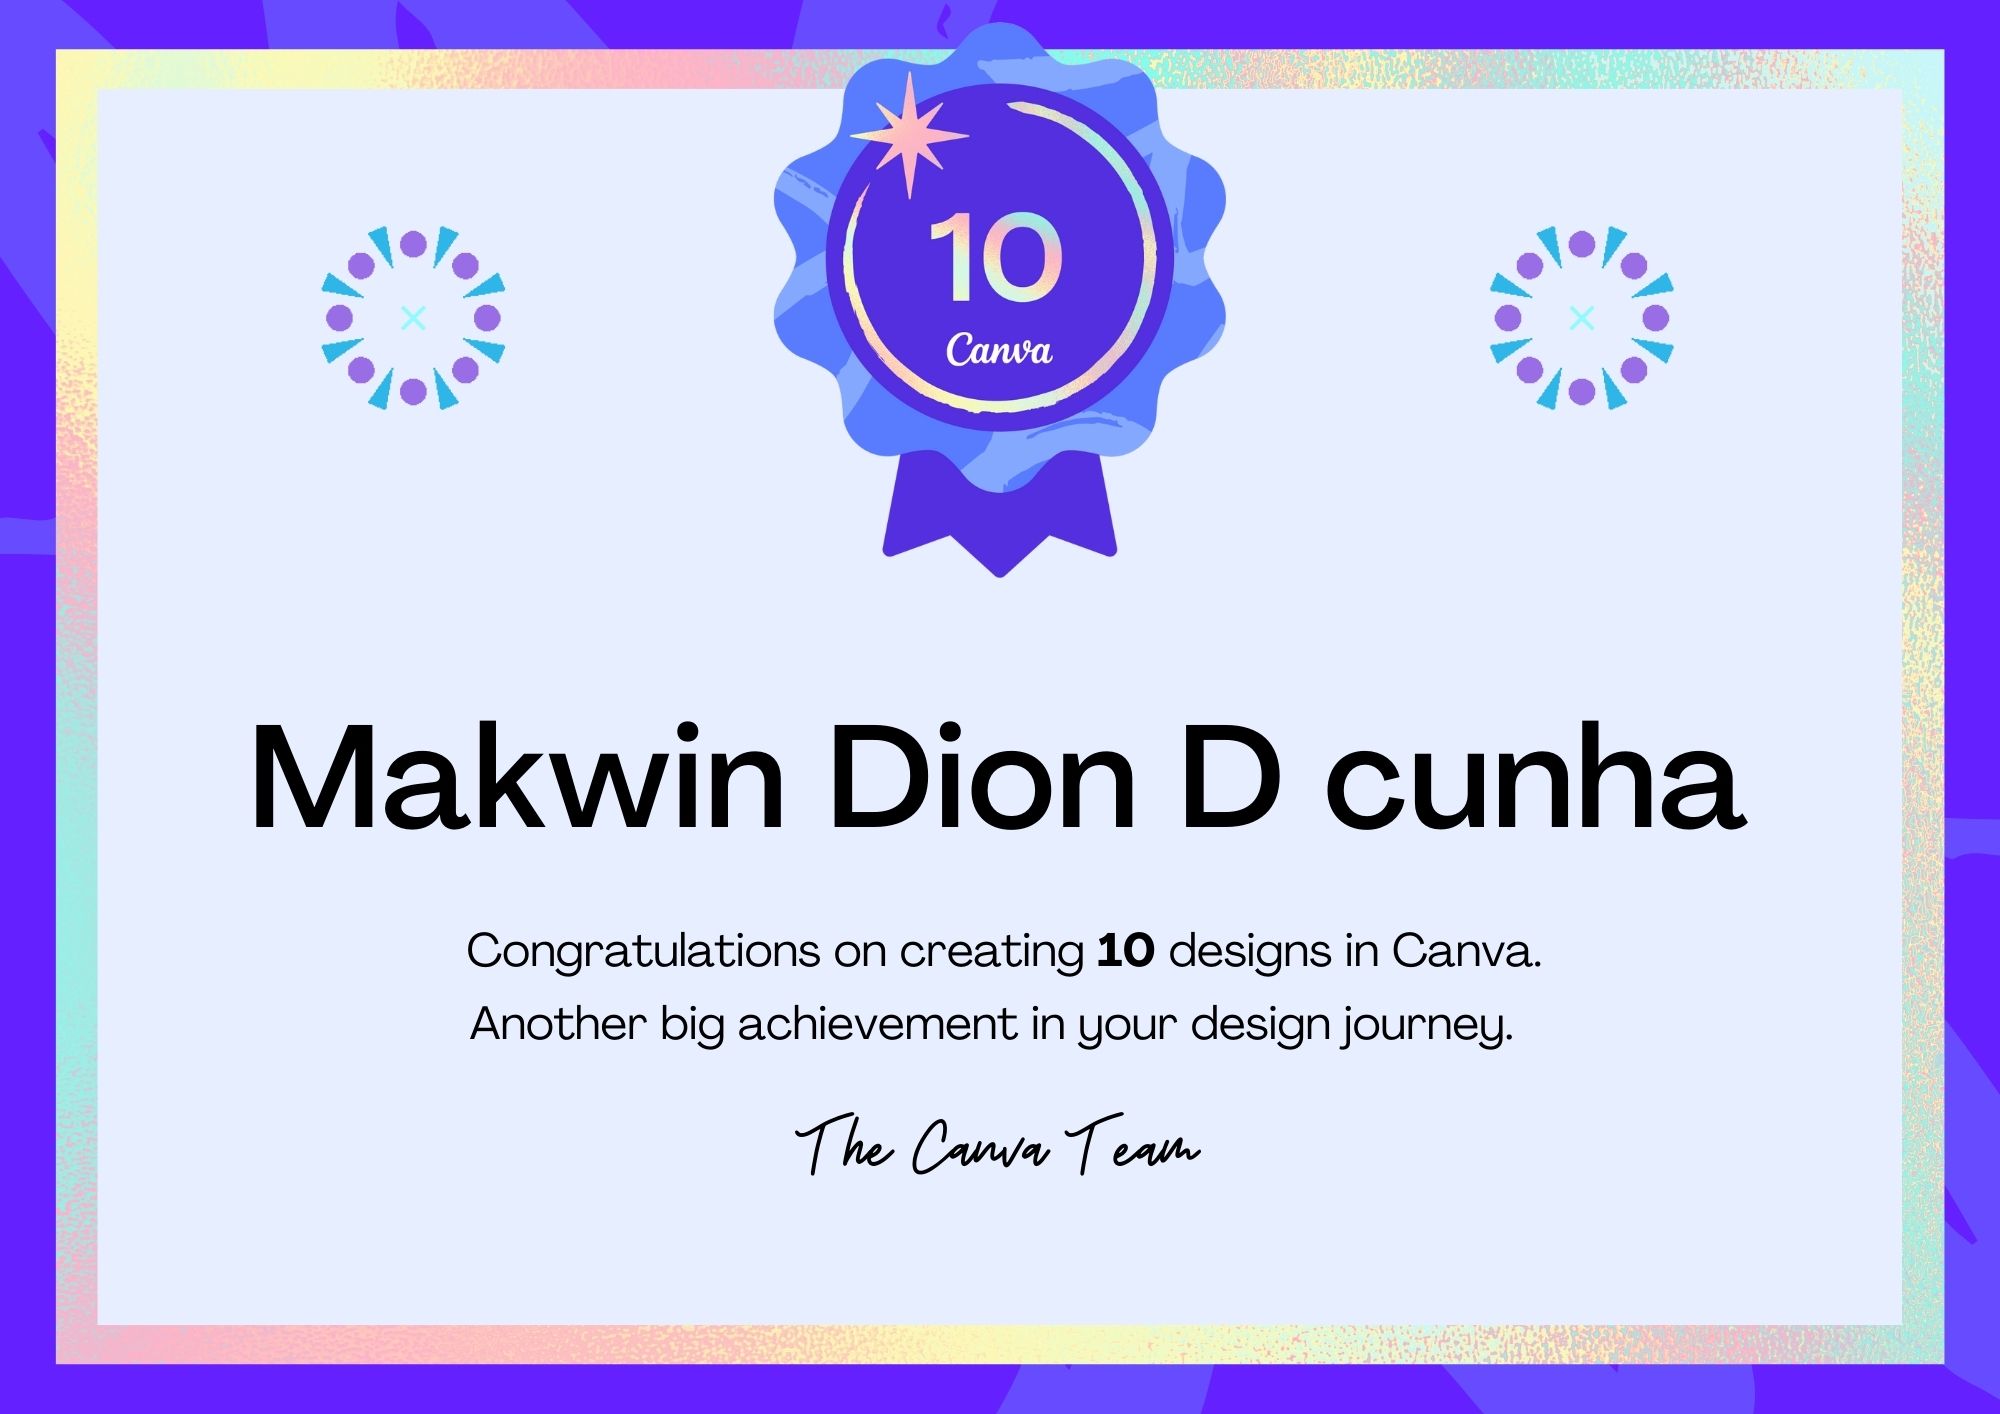 10
Canva
Makwin Dion D cunha
Congratulations on creating 10 designs in Canva.
Another big achievement in your design journey.
The Canva Team